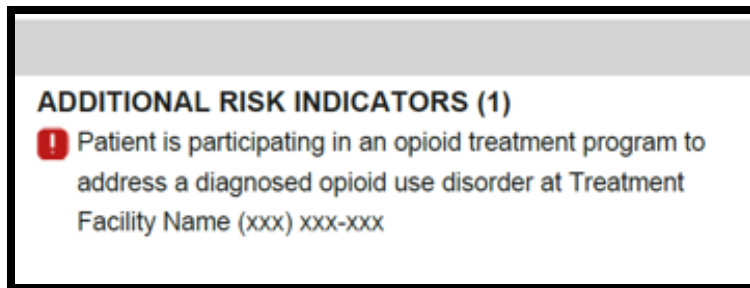 ADDITIONAL RISK INDICATORS (1)
! Patient is participating in an opioid treatment program to
address a diagnosed opioid use disorder at Treatment
Facility Name (xxx) xxx-xxx